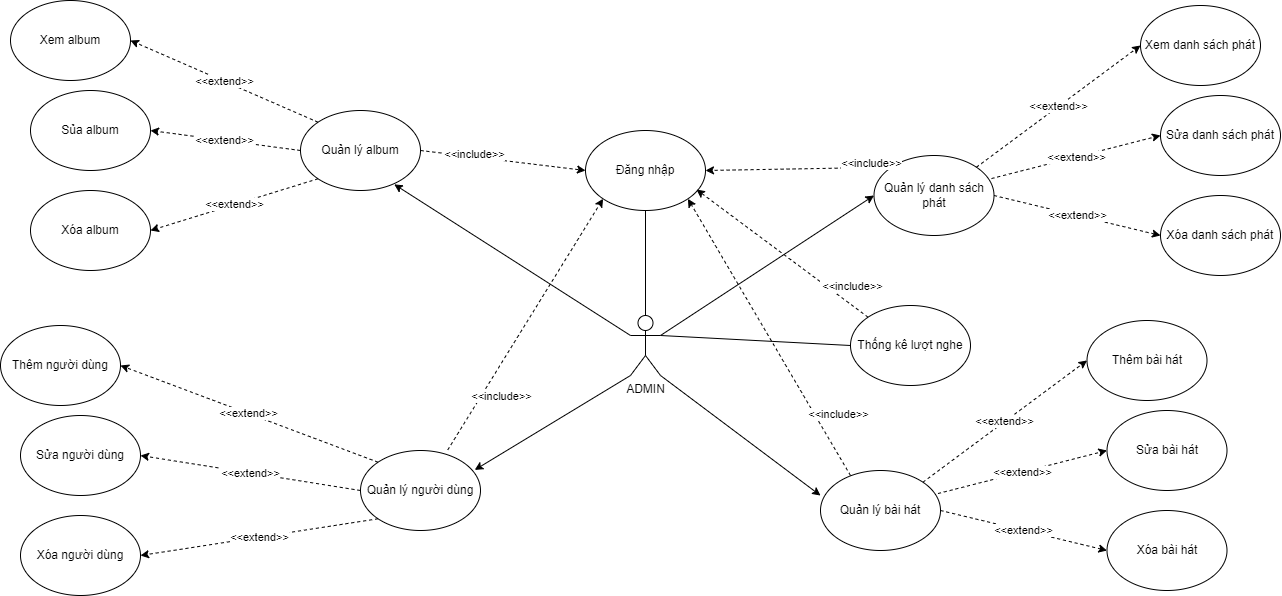 Xem album
<<extend>>
Sủa album
<<extend>>
Xóa album
<<extend>>
Quản lý album
<<include>>
Đăng nhập
<<include>>
Quản lý danh sách
phát
Xem danh sách phát
<<extend>>
Sửa danh sách phát
<<extend>>
Xóa danh sách phát
<<extend>>
<<include>>
Thống kê lượt nghe
ADMIN
Thêm người dùng
<<extend>>
Sửa người dùng
<<extend>>
Xóa người dùng
<<extend>>
Quản lý người dùng
<<include>>
<<include>>
Quản lý bài hát
Thêm bài hát
<<extend>>
Sửa bài hát
<<extend>>
Xóa bài hát
<<extend>>